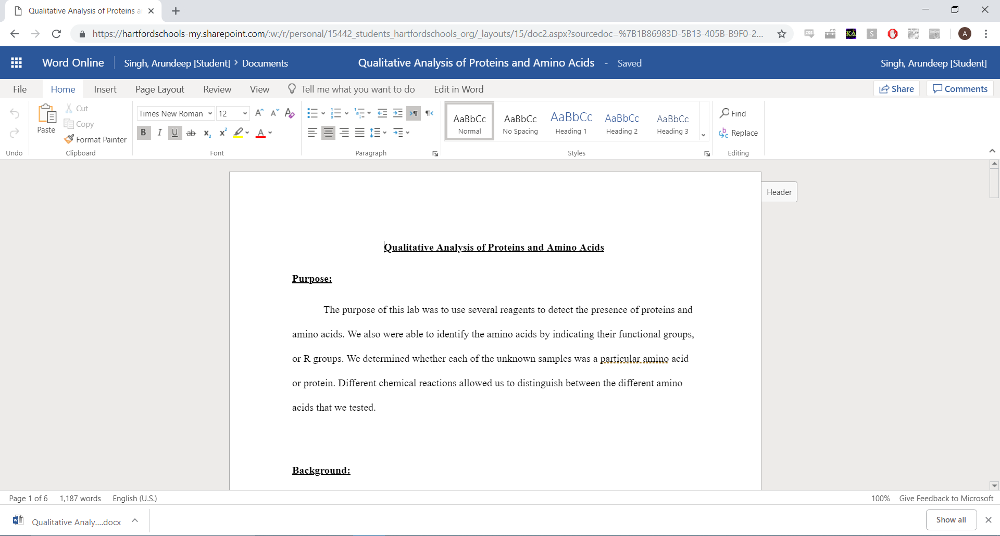 Qualitative Analysis of Proteins a
https://hartfordschools-my.sharepoint.com/:w:/r/personal/15442_students_hartfordschools_org/_layouts/15/doc2.aspx?sourcedoc=%7B1B86983D-5B13-405B-B9F0-2...
CSS KA S A
Word Online Singh, Arundeep [Student] > Documents Qualitative Analysis of Proteins and Amino Acids - Saved Singh, Arundeep [Student]
File Home Insert Page Layout Review View Tell me what you want to do Edit in Word Share Comments
Paste Cut Copy Format Painter
Times New Roman 12
B I U ab x₂ x² A
AaBbCc AaBbCc AaBbCc AaBbCc AaBbCc
Normal No Spacing Heading 1 Heading 2 Heading 3
Find
Replace
Undo Clipboard Font Paragraph Styles Editing
Header
Qualitative Analysis of Proteins and Amino Acids
Purpose:
The purpose of this lab was to use several reagents to detect the presence of proteins and
amino acids. We also were able to identify the amino acids by indicating their functional groups,
or R groups. We determined whether each of the unknown samples was a particular amino acid
or protein. Different chemical reactions allowed us to distinguish between the different amino
acids that we tested.
Background:
Page 1 of 6 1,187 words English (U.S.) 100% Give Feedback to Microsoft
Qualitative Analy....docx Show all